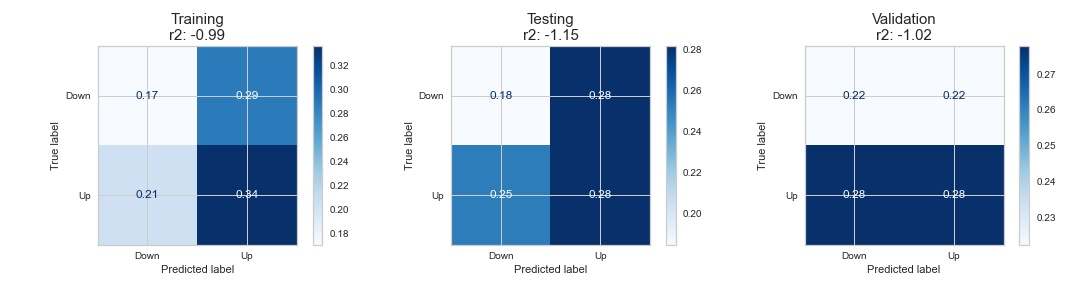 Training
r2: -0.99
True label
Down
Up
0.17
0.29
0.21
0.34
Down
Up
Predicted label
0.32
0.30
0.28
0.26
0.24
0.22
0.20
0.18
Testing
r2: -1.15
True label
Down
Up
0.18
0.28
0.25
0.28
Down
Up
Predicted label
0.28
0.26
0.24
0.22
0.20
Validation
r2: -1.02
True label
Down
Up
0.22
0.22
0.28
0.28
Down
Up
Predicted label
0.27
0.26
0.25
0.24
0.23